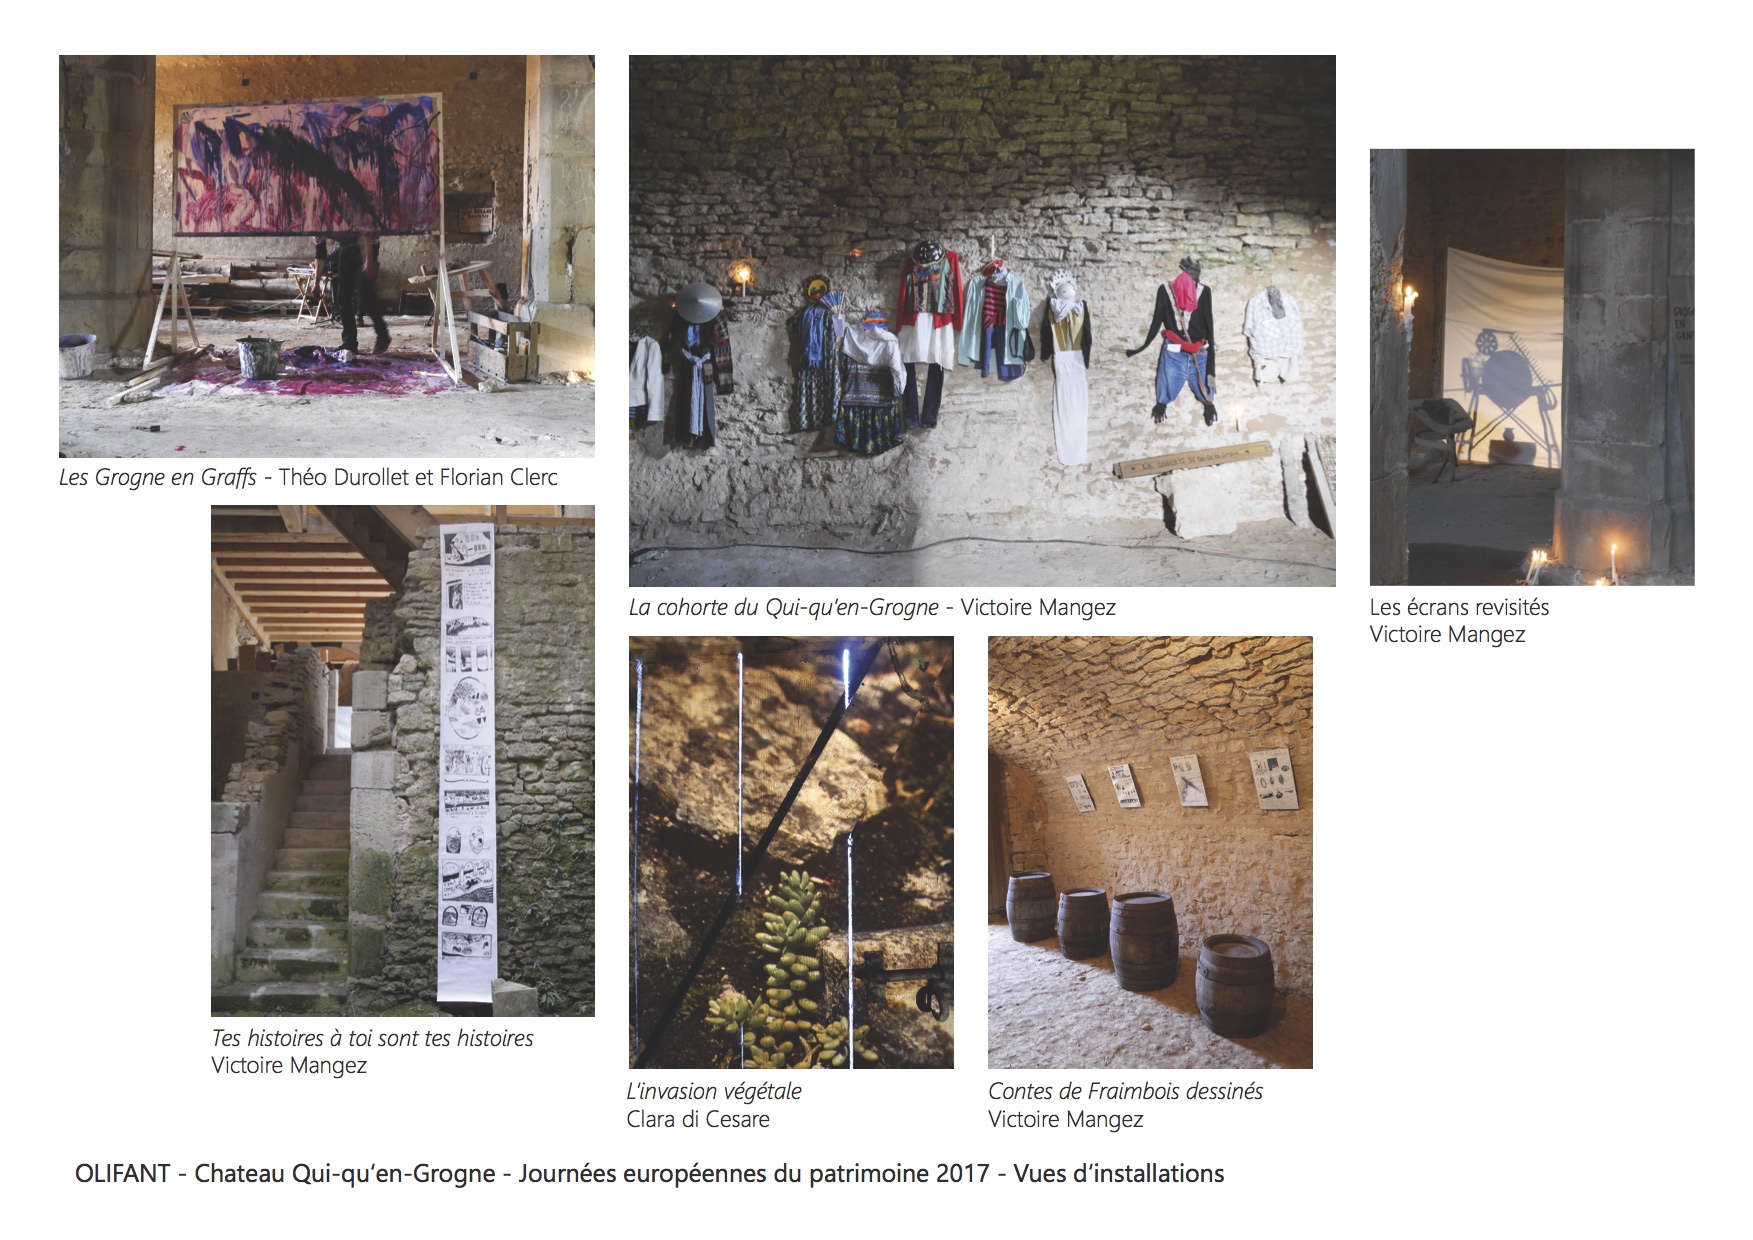 Les Grogne en Graffs - Théo Durollet et Florian Clerc
La cohorte du Qui-qu'en-Grogne - Victoire Mangez
Les écrans revisités
Victoire Mangez
Tes histoires à toi sont tes histoires
Victoire Mangez
L'invasion végétale
Clara di Cesare
Contes de Fraimbois dessinés
Victoire Mangez
OLIFANT - Chateau Qui-qu‘en-Grogne - Journées européennes du patrimoine 2017 - Vues d‘installations